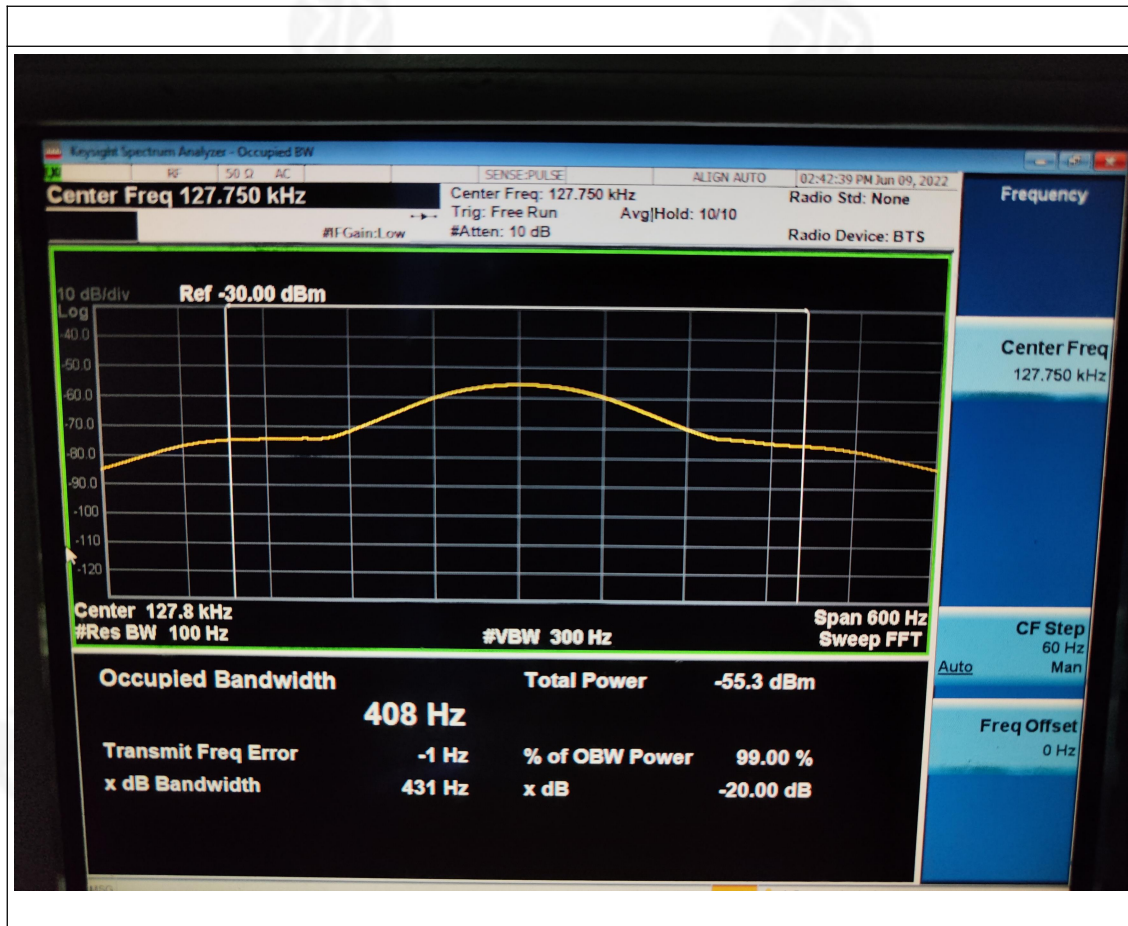 Keysight Spectrum Analyzer - Occupied BW
RF 50 Ω AC SENSE:PULSE ALIGN AUTO 02:42:39 PM Jun 09, 2022
Center Freq 127.750 kHz
Center Freq: 127.750 kHz Radio Std: None
Trig: Free Run Avg|Hold: 10/10
#IFGain:Low #Atten: 10 dB Radio Device: BTS
10 dB/div Ref -30.00 dBm
Log
-40.0
-50.0
-60.0
-70.0
-80.0
-90.0
-100
-110
-120
Center 127.8 kHz Span 600 Hz
#Res BW 100 Hz #VBW 300 Hz Sweep FFT
Occupied Bandwidth Total Power -55.3 dBm
408 Hz
Transmit Freq Error -1 Hz % of OBW Power 99.00 %
x dB Bandwidth 431 Hz x dB -20.00 dB
Frequency
Center Freq
127.750 kHz
CF Step
60 Hz
Auto Man
Freq Offset
0 Hz
MSG